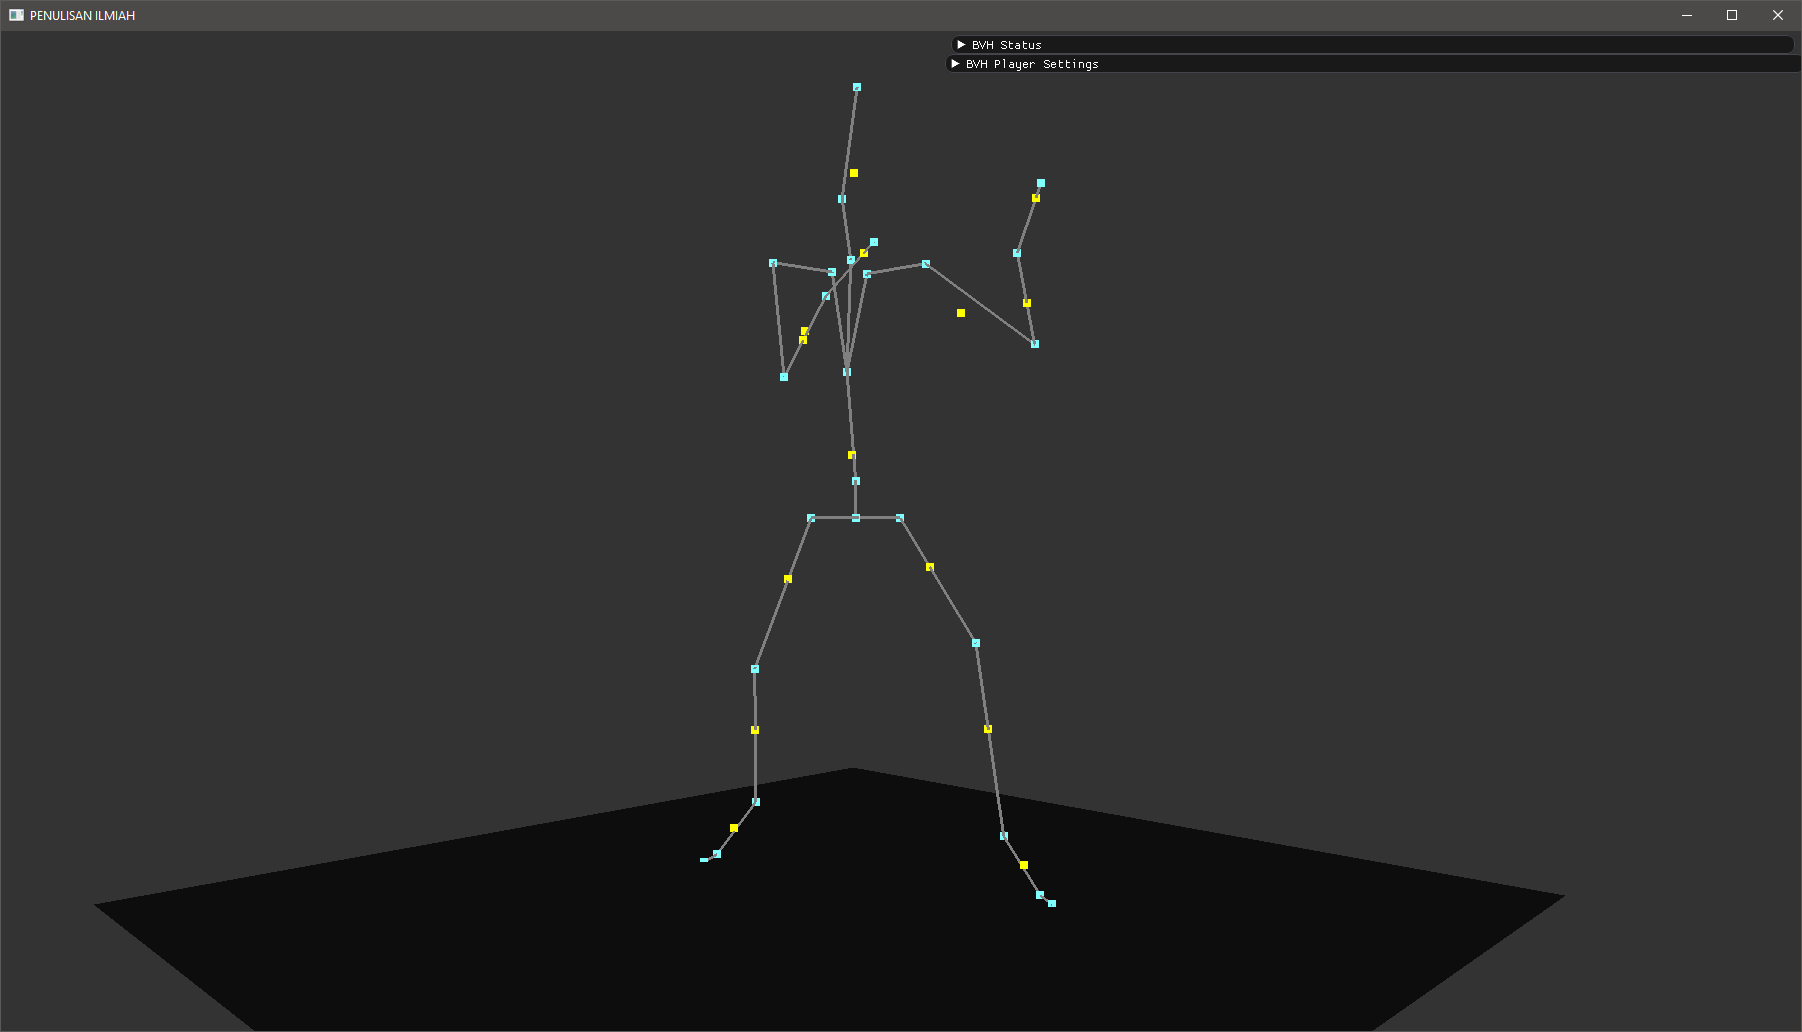 PENULISAN ILMIAH
BVH Status
BVH Player Settings